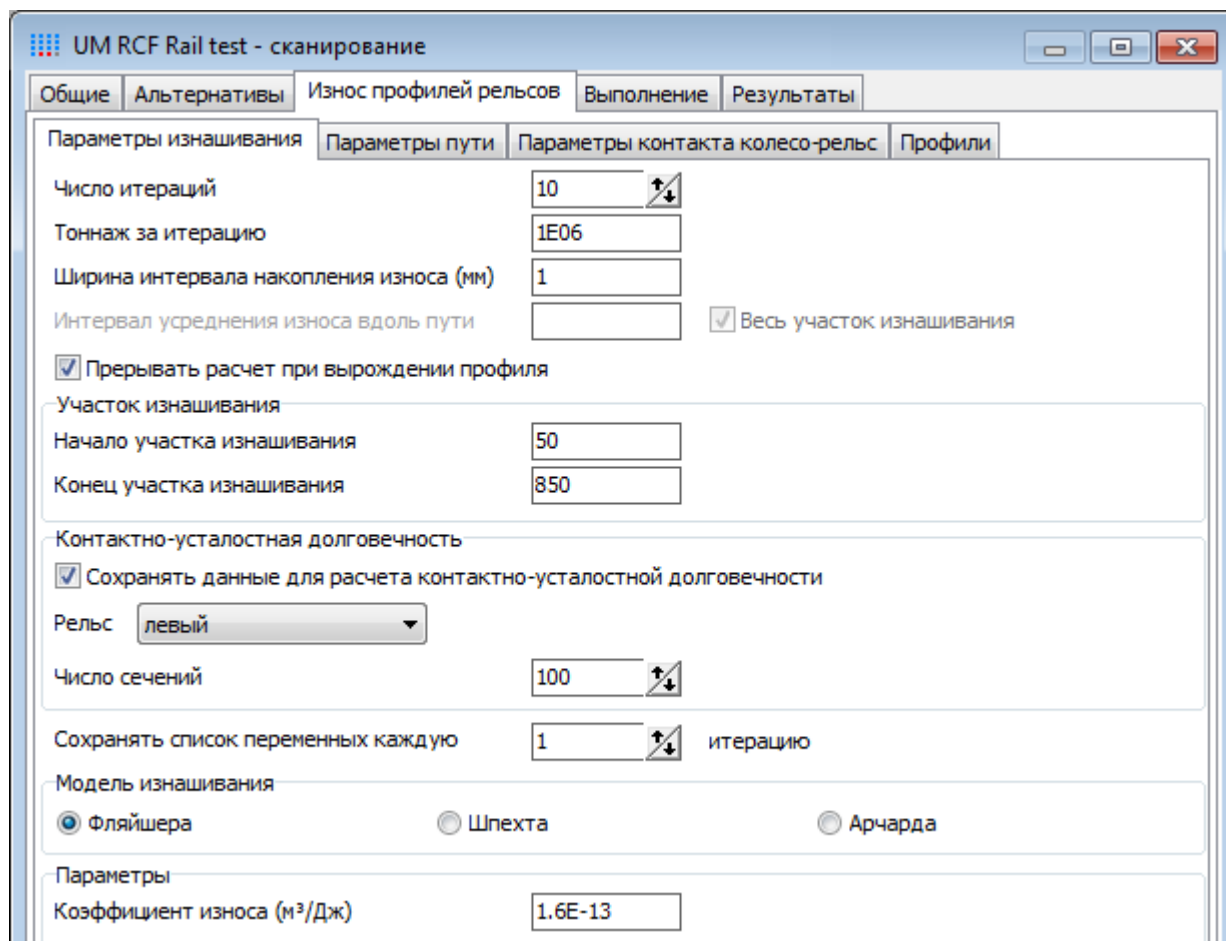 UM RCF Rail test - сканирование
Общие Альтернативы Износ профилей рельсов Выполнение Результаты
Параметры изнашивания Параметры пути Параметры контакта колесо-рельс Профили
Число итераций 10
Тоннаж за итерацию 1E06
Ширина интервала накопления износа (мм) 1
Интервал усреднения износа вдоль пути Весь участок изнашивания
Прерывать расчет при вырождении профиля
Участок изнашивания
Начало участка изнашивания 50
Конец участка изнашивания 850
Контактно-усталостная долговечность
Сохранять данные для расчета контактно-усталостной долговечности
Рельс левый
Число сечений 100
Сохранять список переменных каждую 1 итерацию
Модель изнашивания
Фляйшера Шпехта Арчарда
Параметры
Коэффициент износа (м³/Дж) 1.6E-13